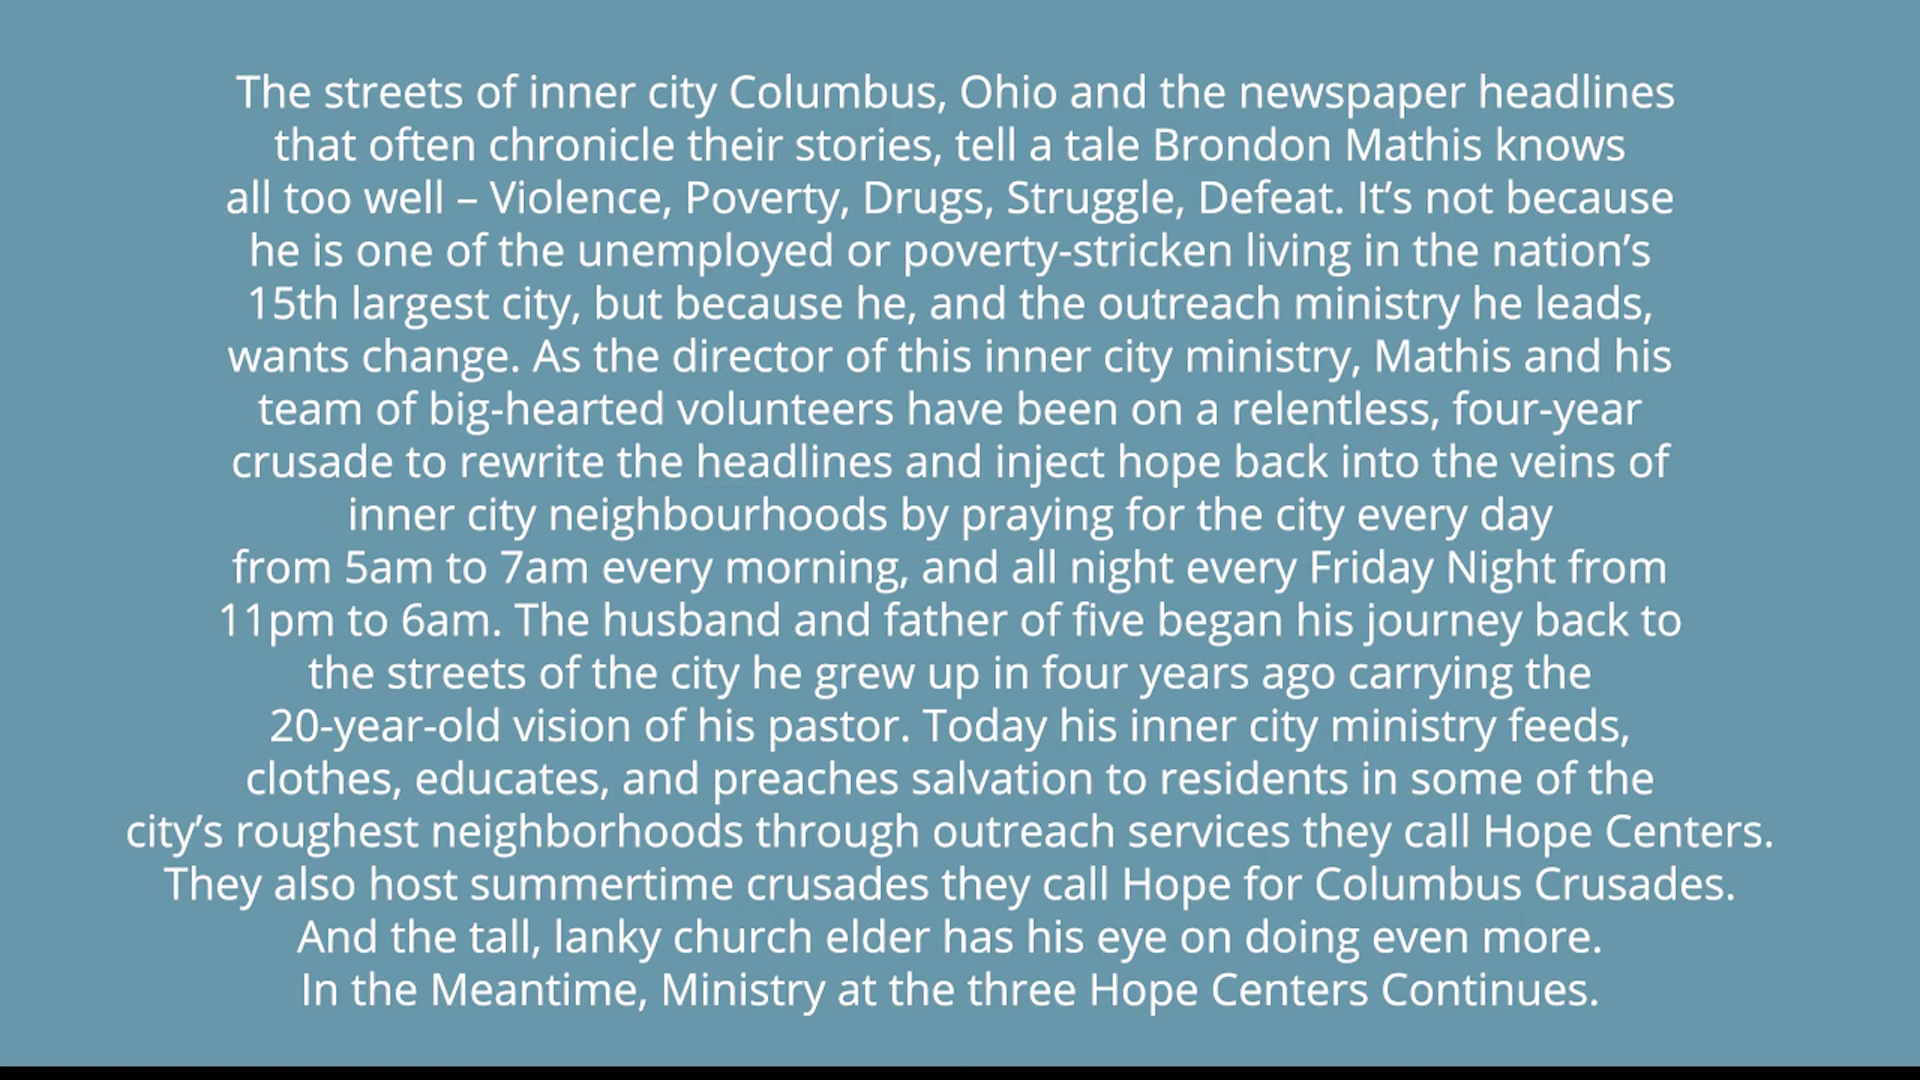 The streets of inner city Columbus, Ohio and the newspaper headlines
that often chronicle their stories, tell a tale Brondon Mathis knows
all too well – Violence, Poverty, Drugs, Struggle, Defeat. It’s not because
he is one of the unemployed or poverty-stricken living in the nation’s
15th largest city, but because he, and the outreach ministry he leads,
wants change. As the director of this inner city ministry, Mathis and his
team of big-hearted volunteers have been on a relentless, four-year
crusade to rewrite the headlines and inject hope back into the veins of
inner city neighbourhoods by praying for the city every day
from 5am to 7am every morning, and all night every Friday Night from
11pm to 6am. The husband and father of five began his journey back to
the streets of the city he grew up in four years ago carrying the
20-year-old vision of his pastor. Today his inner city ministry feeds,
clothes, educates, and preaches salvation to residents in some of the
city’s roughest neighborhoods through outreach services they call Hope Centers.
They also host summertime crusades they call Hope for Columbus Crusades.
And the tall, lanky church elder has his eye on doing even more.
In the Meantime, Ministry at the three Hope Centers Continues.